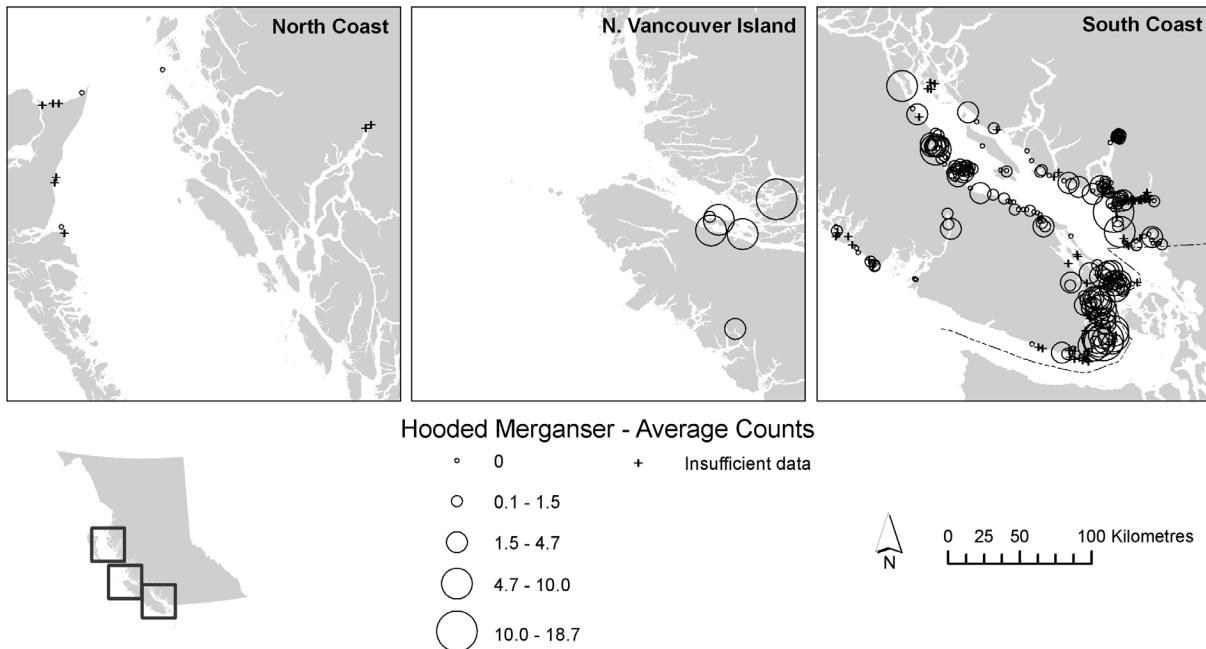 North Coast
N. Vancouver Island
South Coast
Hooded Merganser - Average Counts
0
Insufficient data
0.1 - 1.5
1.5 - 4.7
4.7 - 10.0
10.0 - 18.7
N
0 25 50 100 Kilometres